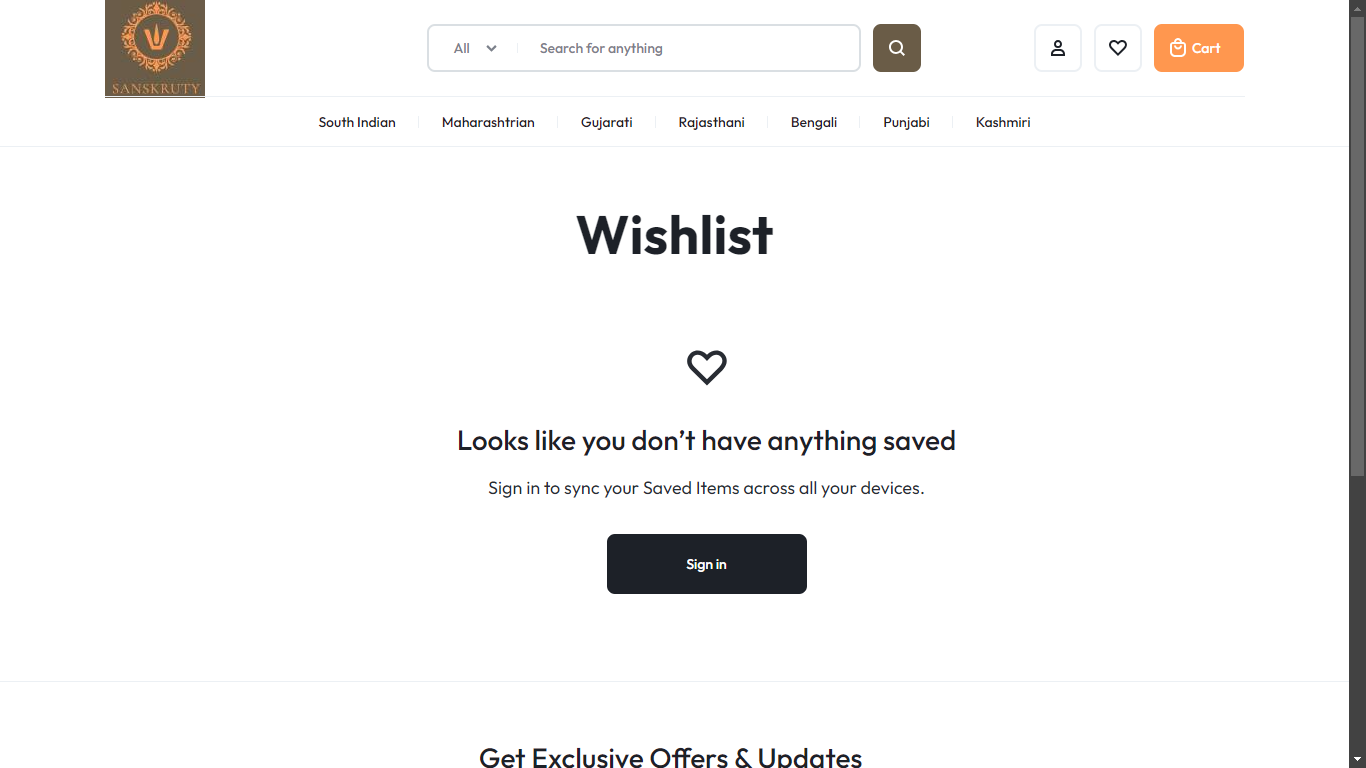 SANSKRUTY
All
Search for anything
Cart
South Indian
Maharashtrian
Gujarati
Rajasthani
Bengali
Punjabi
Kashmiri
Wishlist
Looks like you don’t have anything saved
Sign in to sync your Saved Items across all your devices.
Sign in
Get Exclusive Offers & Updates